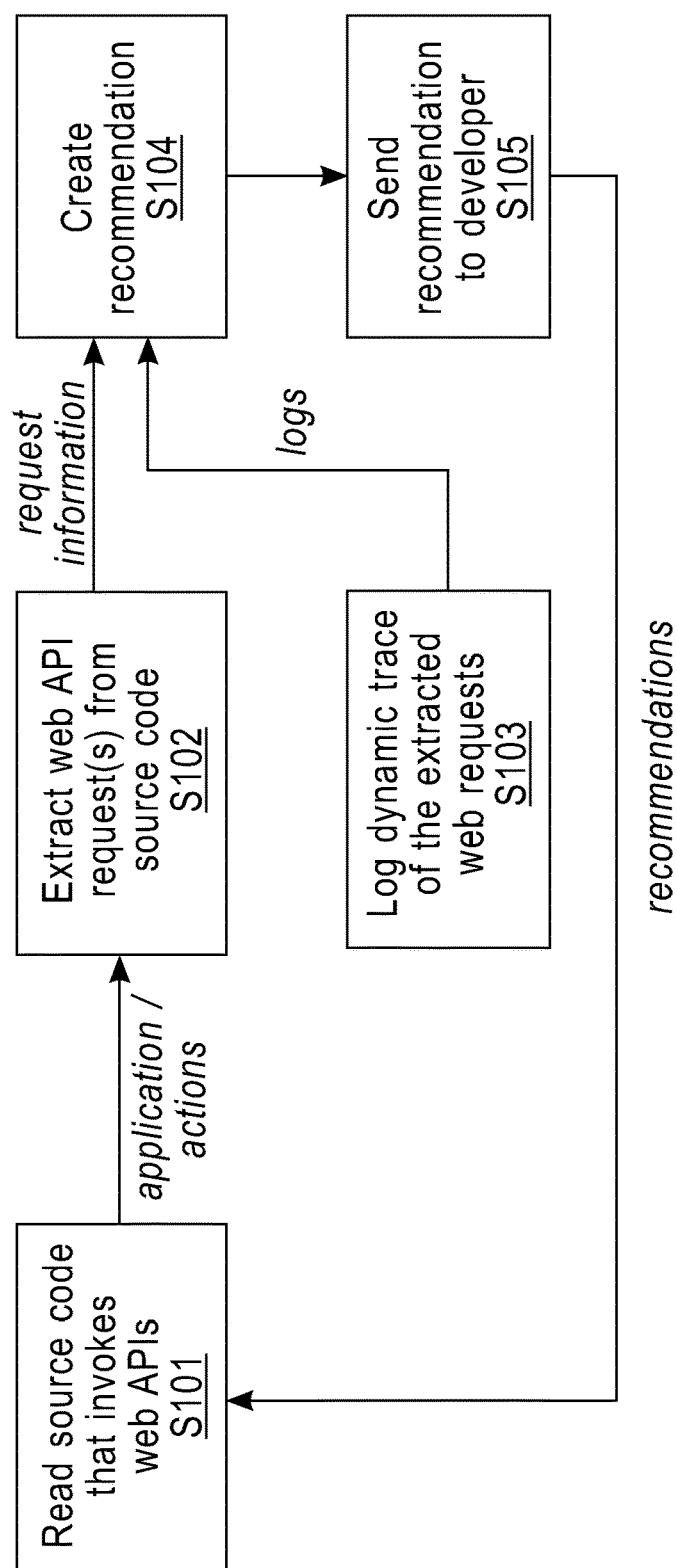 Read source code
that invokes
web APIs
S101
application /
actions
Extract web API
request(s) from
source code
S102
request
information
Create
recommendation
S104
Log dynamic trace
of the extracted
web requests
S103
logs
Send
recommendation
to developer
S105
recommendations